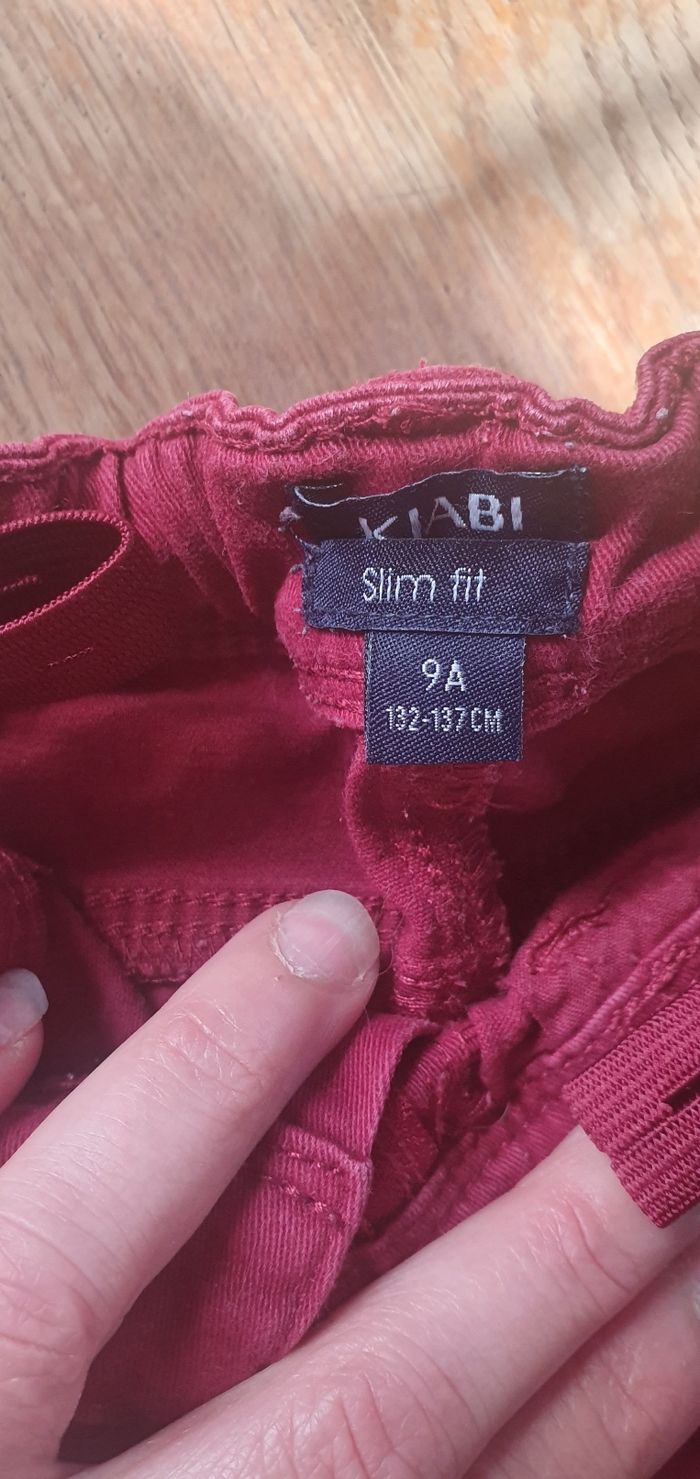 KIABI
Slim fit
9A
132-137CM